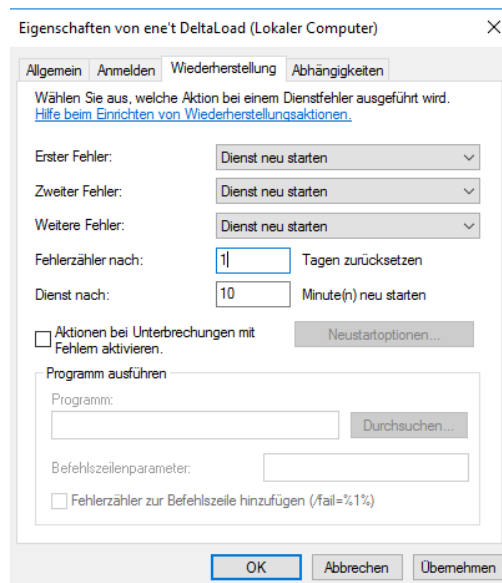 Eigenschaften von ene't DeltaLoad (Lokaler Computer)
Allgemein Anmelden Wiederherstellung Abhängigkeiten
Wählen Sie aus, welche Aktion bei einem Dienstfehler ausgeführt wird.
Hilfe beim Einrichten von Wiederherstellungsaktionen.
Erster Fehler: Dienst neu starten
Zweiter Fehler: Dienst neu starten
Weitere Fehler: Dienst neu starten
Fehlerzähler nach: 1 Tagen zurücksetzen
Dienst nach: 10 Minute(n) neu starten
Aktionen bei Unterbrechungen mit
Fehlern aktivieren.
Neustartoptionen...
Programm ausführen
Programm:
Durchsuchen...
Befehlszeilenparameter:
Fehlerzähler zur Befehlszeile hinzufügen (/fail=%1%)
OK Abbrechen Übernehmen